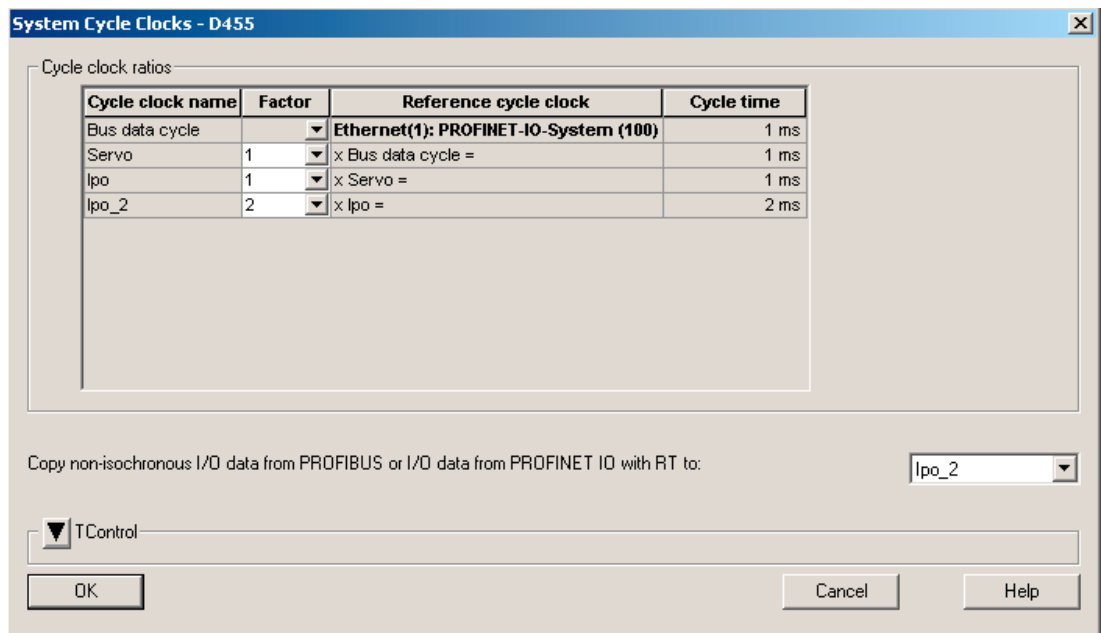 System Cycle Clocks - D455
Cycle clock ratios
Cycle clock name Factor Reference cycle clock Cycle time
Bus data cycle Ethernet(1): PROFINET-IO-System (100) 1 ms
Servo 1 x Bus data cycle = 1 ms
Ipo 1 x Servo = 1 ms
Ipo_2 2 x Ipo = 2 ms
Copy non-isochronous I/O data from PROFIBUS or I/O data from PROFINET IO with RT to: Ipo_2
TControl
OK Cancel Help